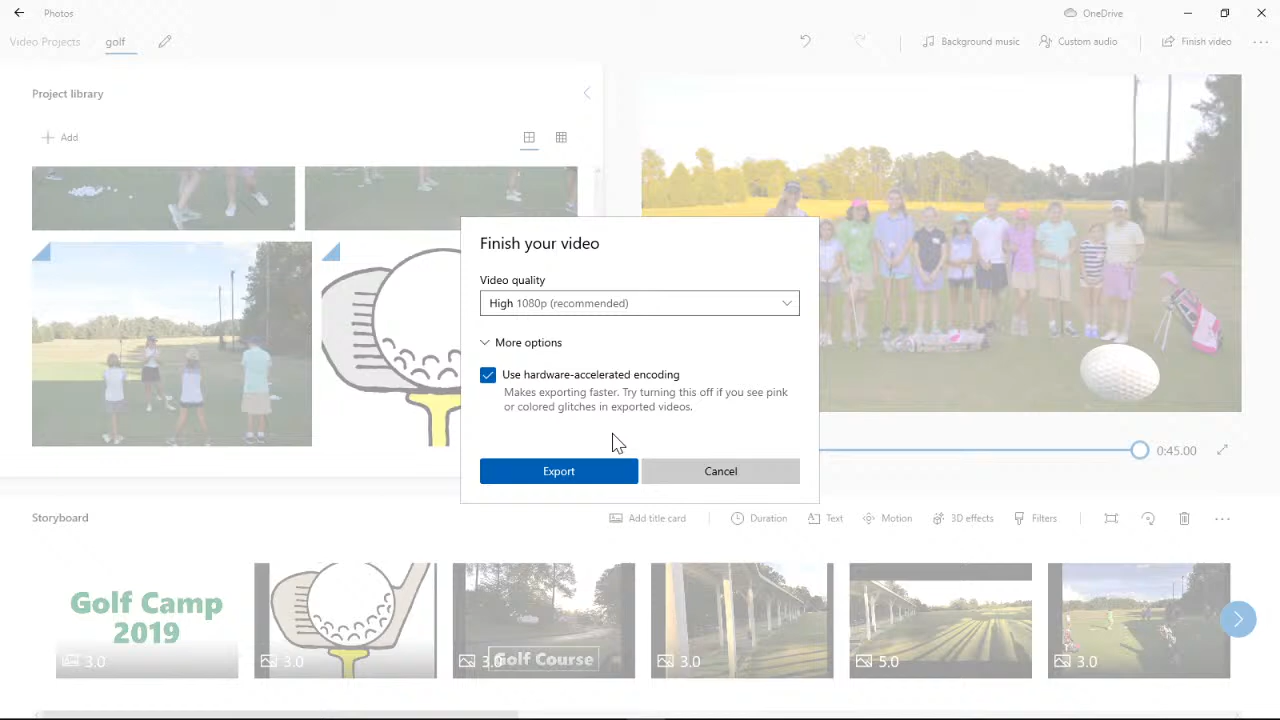 Photos
OneDrive
Video Projects
golf
Background music
Custom audio
Finish video
Project library
Add
Finish your video
Video quality
High 1080p (recommended)
More options
Use hardware-accelerated encoding
Makes exporting faster. Try turning this off if you see pink
or colored glitches in exported videos.
Export
Cancel
0:45.00
Storyboard
Add title card
Duration
Text
Motion
3D effects
Filters
Golf Camp
2019
3.0
3.0
3.0
Golf Course
3.0
5.0
3.0